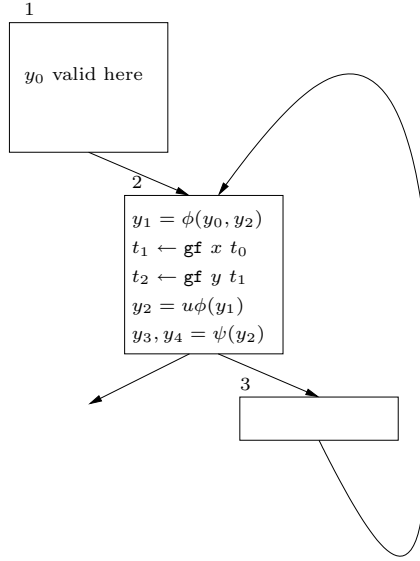 1
y₀ valid here
2
y₁ = ϕ(y₀, y₂)
t₁ ← gf x t₀
t₂ ← gf y t₁
y₂ = uϕ(y₁)
y₃, y₄ = ψ(y₂)
3